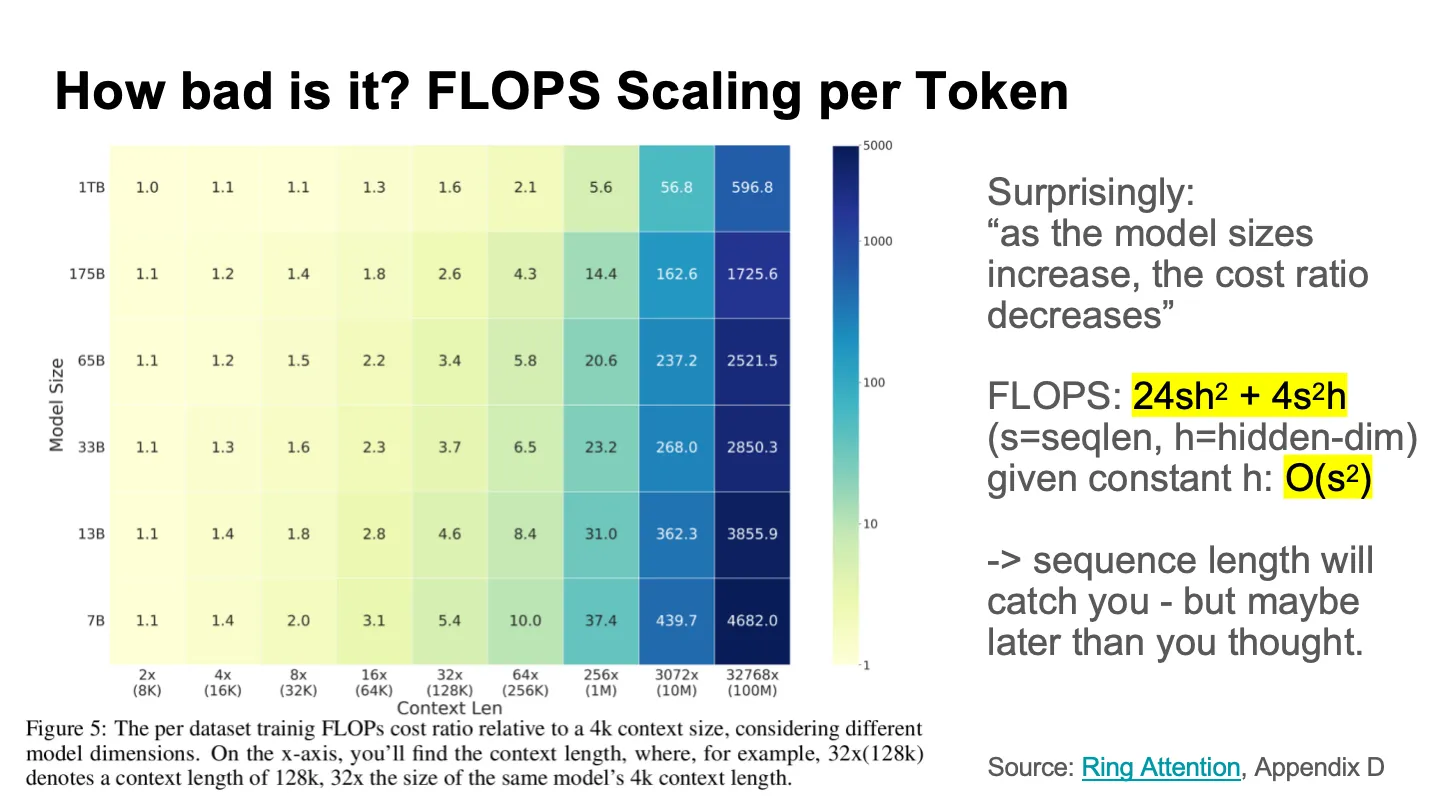 How bad is it? FLOPS Scaling per Token
1TB 1.0 1.1 1.1 1.3 1.6 2.1 5.6 56.8 596.8
175B 1.1 1.2 1.4 1.8 2.6 4.3 14.4 162.6 1725.6
65B 1.1 1.2 1.5 2.2 3.4 5.8 20.6 237.2 2521.5
33B 1.1 1.3 1.6 2.3 3.7 6.5 23.2 268.0 2850.3
13B 1.1 1.4 1.8 2.8 4.6 8.4 31.0 362.3 3855.9
7B 1.1 1.4 2.0 3.1 5.4 10.0 37.4 439.7 4682.0
Model Size
2x 4x 8x 16x 32x 64x 256x 3072x 32768x
(8K) (16K) (32K) (64K) (128K) (256K) (1M) (10M) (100M)
Context Len
5000
1000
100
10
1
Figure 5: The per dataset trainig FLOPs cost ratio relative to a 4k context size, considering different
model dimensions. On the x-axis, you’ll find the context length, where, for example, 32x(128k)
denotes a context length of 128k, 32x the size of the same model’s 4k context length.
Surprisingly:
“as the model sizes
increase, the cost ratio
decreases”
FLOPS: 24sh² + 4s²h
(s=seqlen, h=hidden-dim)
given constant h: O(s²)
-> sequence length will
catch you - but maybe
later than you thought.
Source: Ring Attention, Appendix D